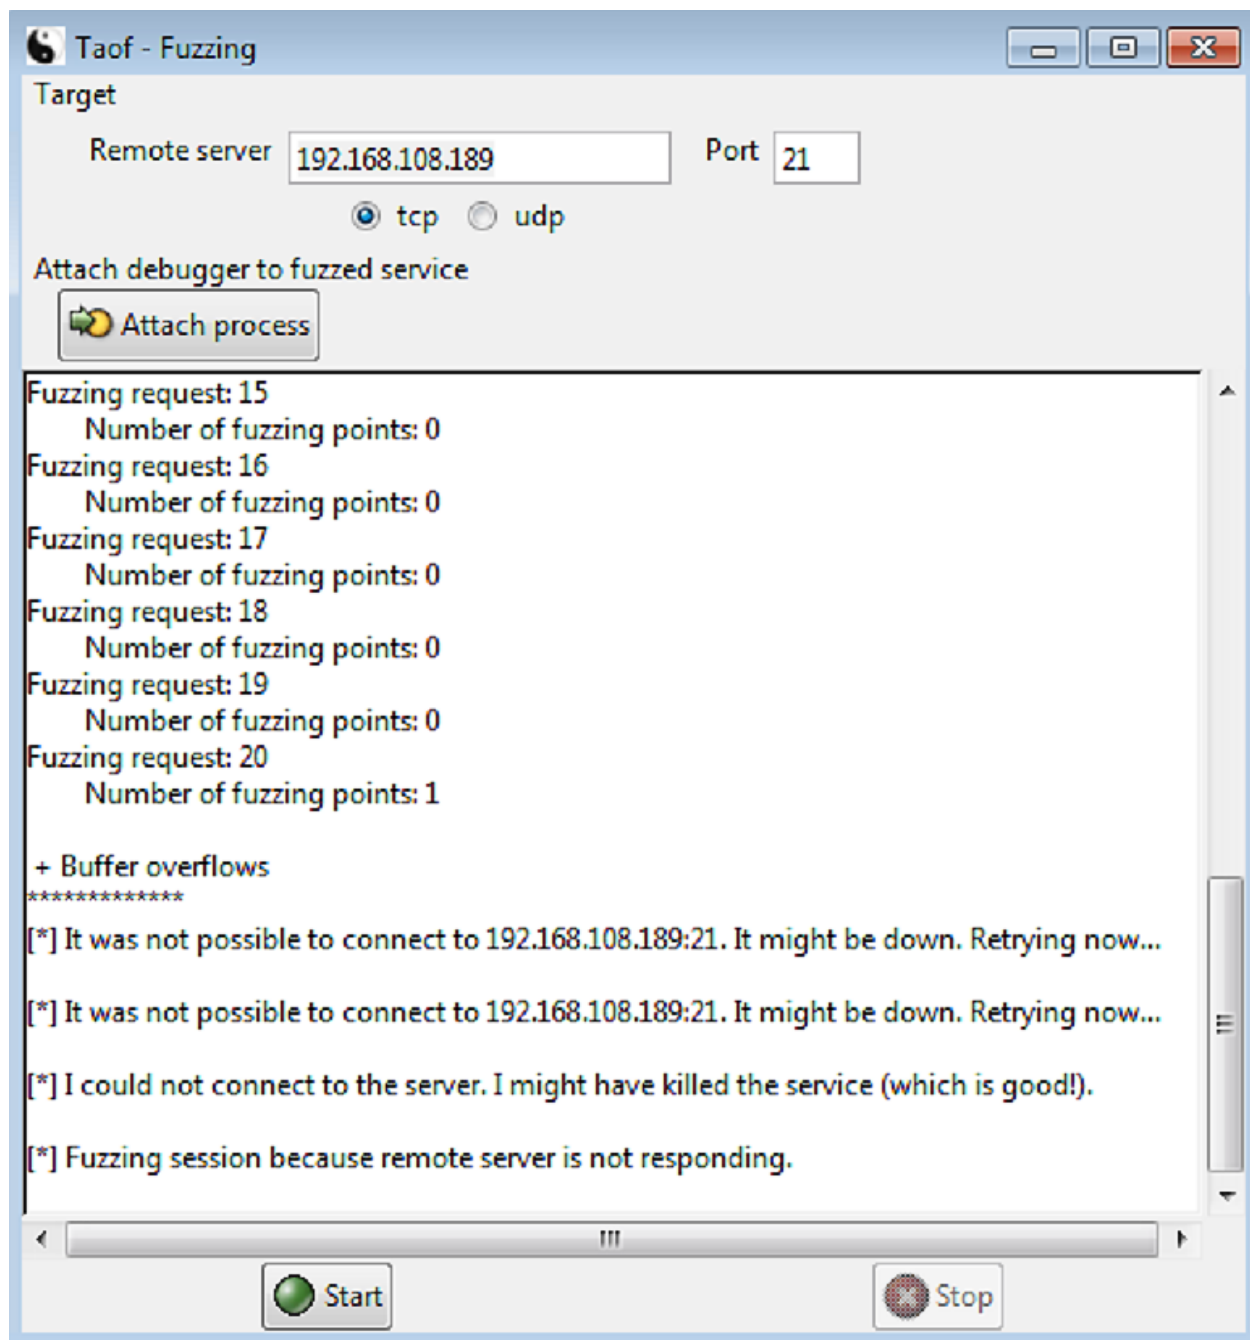 Taof - Fuzzing
Target
Remote server 192.168.108.189 Port 21
tcp udp
Attach debugger to fuzzed service
Attach process
Fuzzing request: 15
Number of fuzzing points: 0
Fuzzing request: 16
Number of fuzzing points: 0
Fuzzing request: 17
Number of fuzzing points: 0
Fuzzing request: 18
Number of fuzzing points: 0
Fuzzing request: 19
Number of fuzzing points: 0
Fuzzing request: 20
Number of fuzzing points: 1
+ Buffer overflows
*************
[*] It was not possible to connect to 192.168.108.189:21. It might be down. Retrying now...
[*] It was not possible to connect to 192.168.108.189:21. It might be down. Retrying now...
[*] I could not connect to the server. I might have killed the service (which is good!).
[*] Fuzzing session because remote server is not responding.
Start Stop